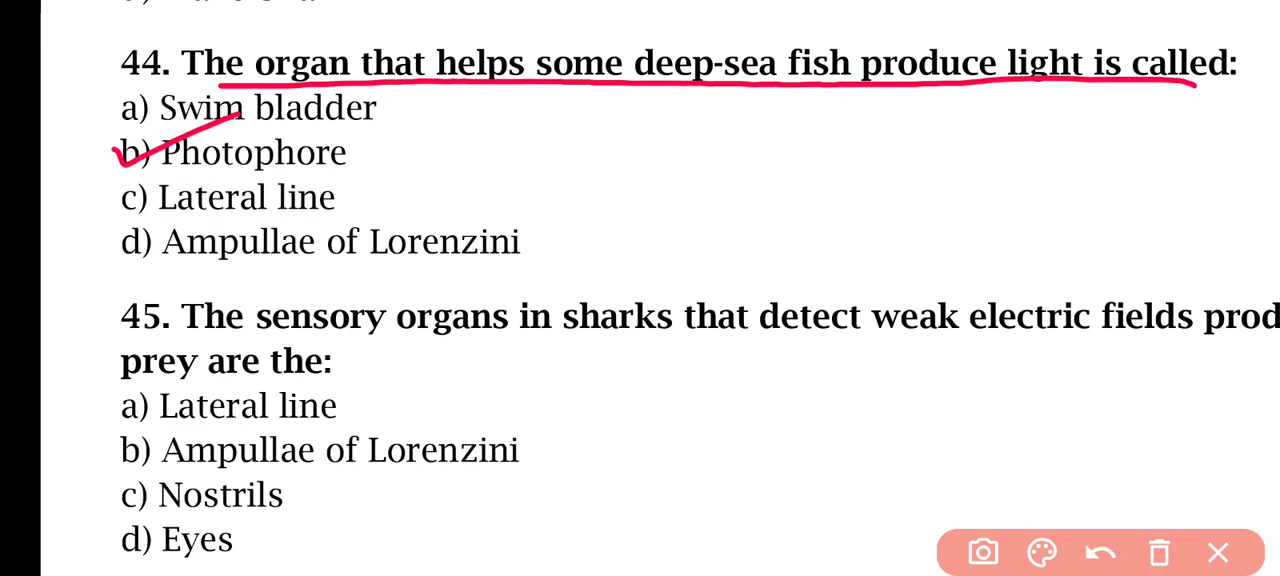 44. The organ that helps some deep-sea fish produce light is called:
a) Swim bladder
b) Photophore
c) Lateral line
d) Ampullae of Lorenzini
45. The sensory organs in sharks that detect weak electric fields prod
prey are the:
a) Lateral line
b) Ampullae of Lorenzini
c) Nostrils
d) Eyes